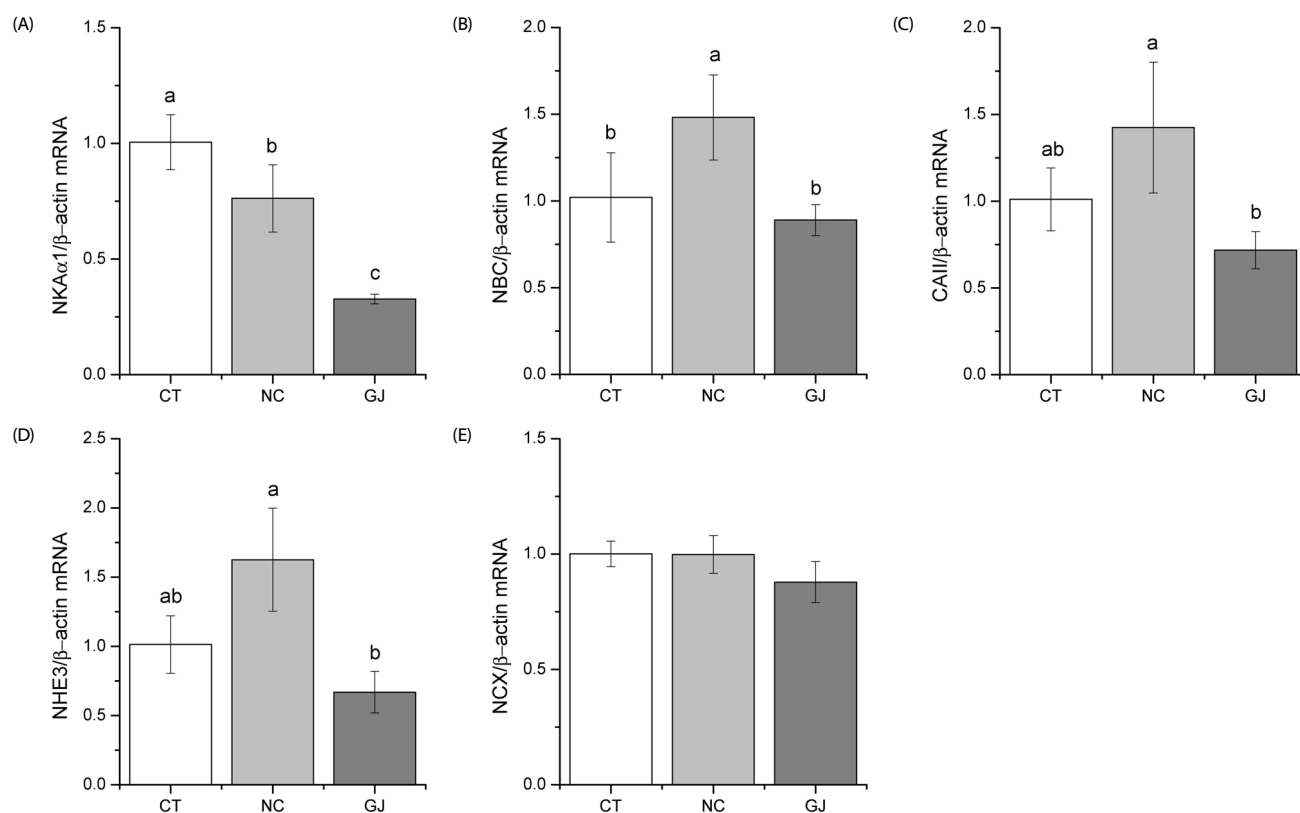 (A)
1.5
1.0
0.5
0.0
NKAα1/β−actin mRNA
a
b
c
CT NC GJ
(B)
2.0
1.5
1.0
0.5
0.0
NBC/β−actin mRNA
b
a
b
CT NC GJ
(C)
2.0
1.5
1.0
0.5
0.0
CAII/β−actin mRNA
ab
a
b
CT NC GJ
(D)
2.5
2.0
1.5
1.0
0.5
0.0
NHE3/β−actin mRNA
ab
a
b
CT NC GJ
(E)
1.5
1.0
0.5
0.0
NCX/β−actin mRNA
CT NC GJ